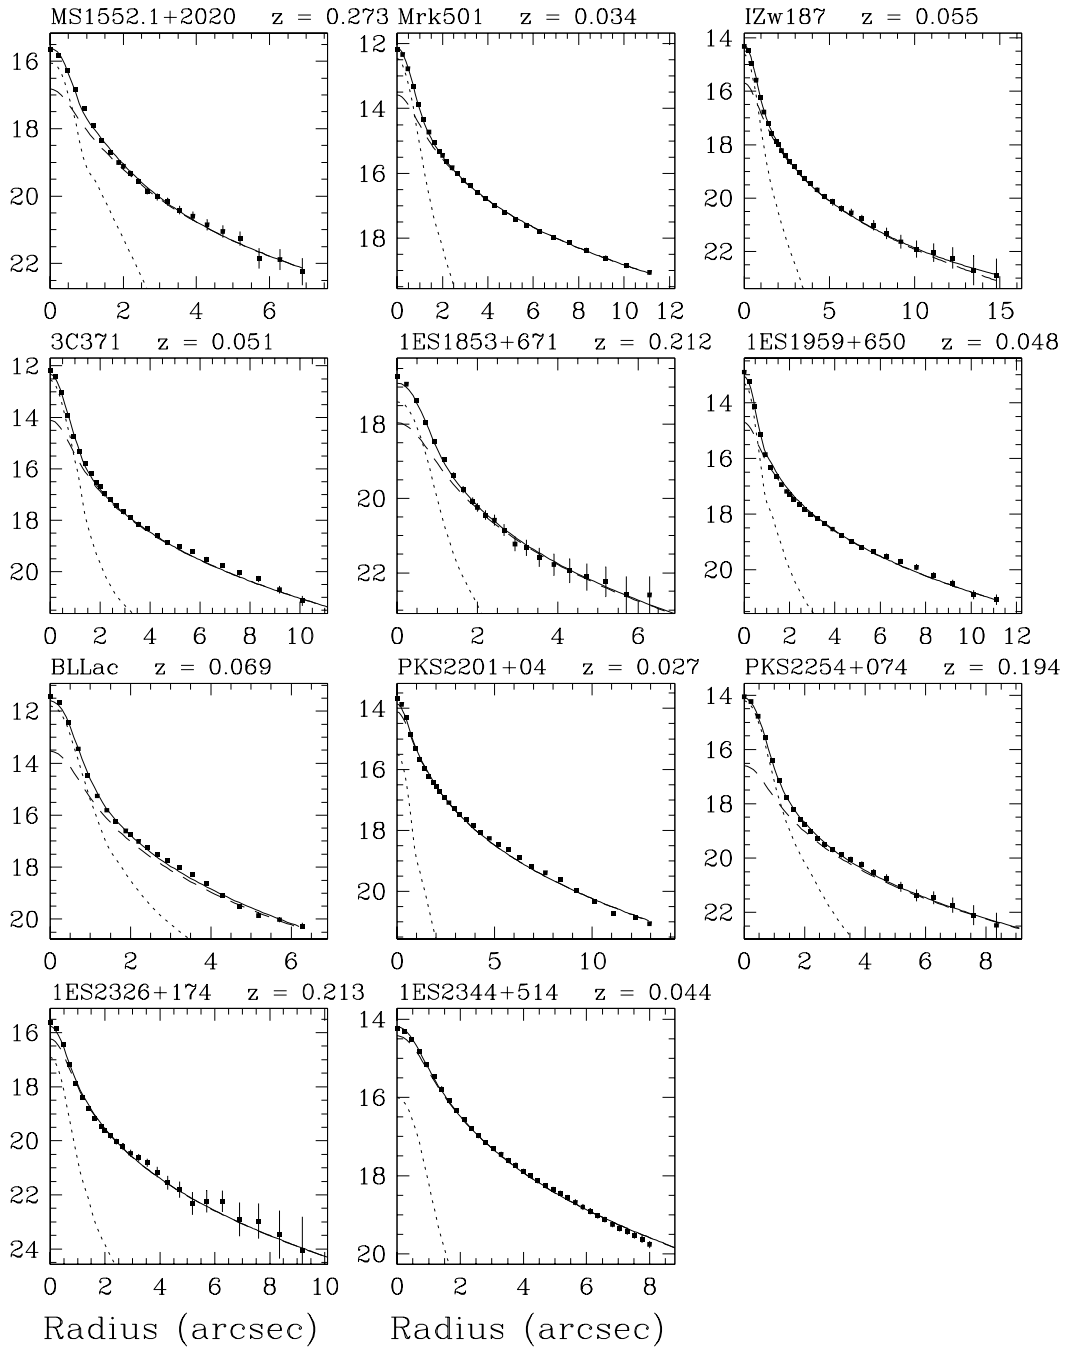 MS1552.1+2020 z = 0.273
16
18
20
22
0 2 4 6
Mrk501 z = 0.034
12
14
16
18
0 2 4 6 8 10 12
IZw187 z = 0.055
14
16
18
20
22
0 5 10 15
3C371 z = 0.051
12
14
16
18
20
0 2 4 6 8 10
1ES1853+671 z = 0.212
18
20
22
0 2 4 6
1ES1959+650 z = 0.048
14
16
18
20
0 2 4 6 8 10 12
BLLac z = 0.069
12
14
16
18
20
0 2 4 6
PKS2201+04 z = 0.027
14
16
18
20
0 5 10
PKS2254+074 z = 0.194
14
16
18
20
22
0 2 4 6 8
1ES2326+174 z = 0.213
16
18
20
22
24
0 2 4 6 8 10
Radius (arcsec)
1ES2344+514 z = 0.044
14
16
18
20
0 2 4 6 8
Radius (arcsec)